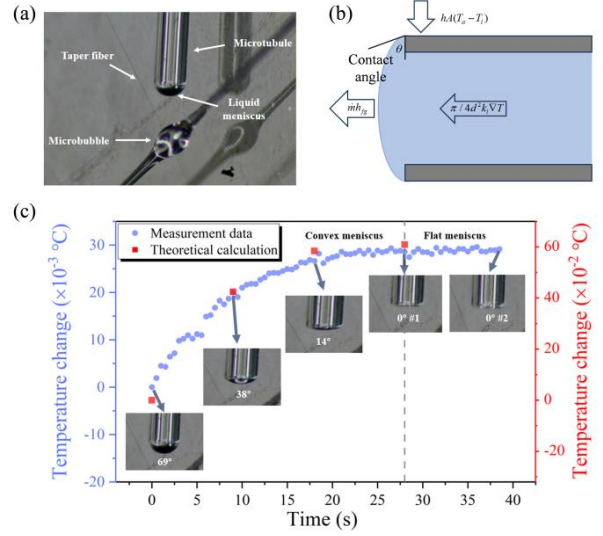 (a)
Microtubule
Taper fiber
Liquid
meniscus
Microbubble
(b)
hA(Tₐ−Tₗ)
Contact
angle
θ
ṁh_fg
π/4d²kₗ∇T
(c)
Measurement data
Theoretical calculation
Convex meniscus
Flat meniscus
Temperature change (×10⁻³ °C)
30
20
10
0
-10
-20
60
40
20
0
-20
Temperature change (×10⁻² °C)
69°
38°
14°
0° #1
0° #2
0
5
10
15
20
25
30
35
40
Time (s)